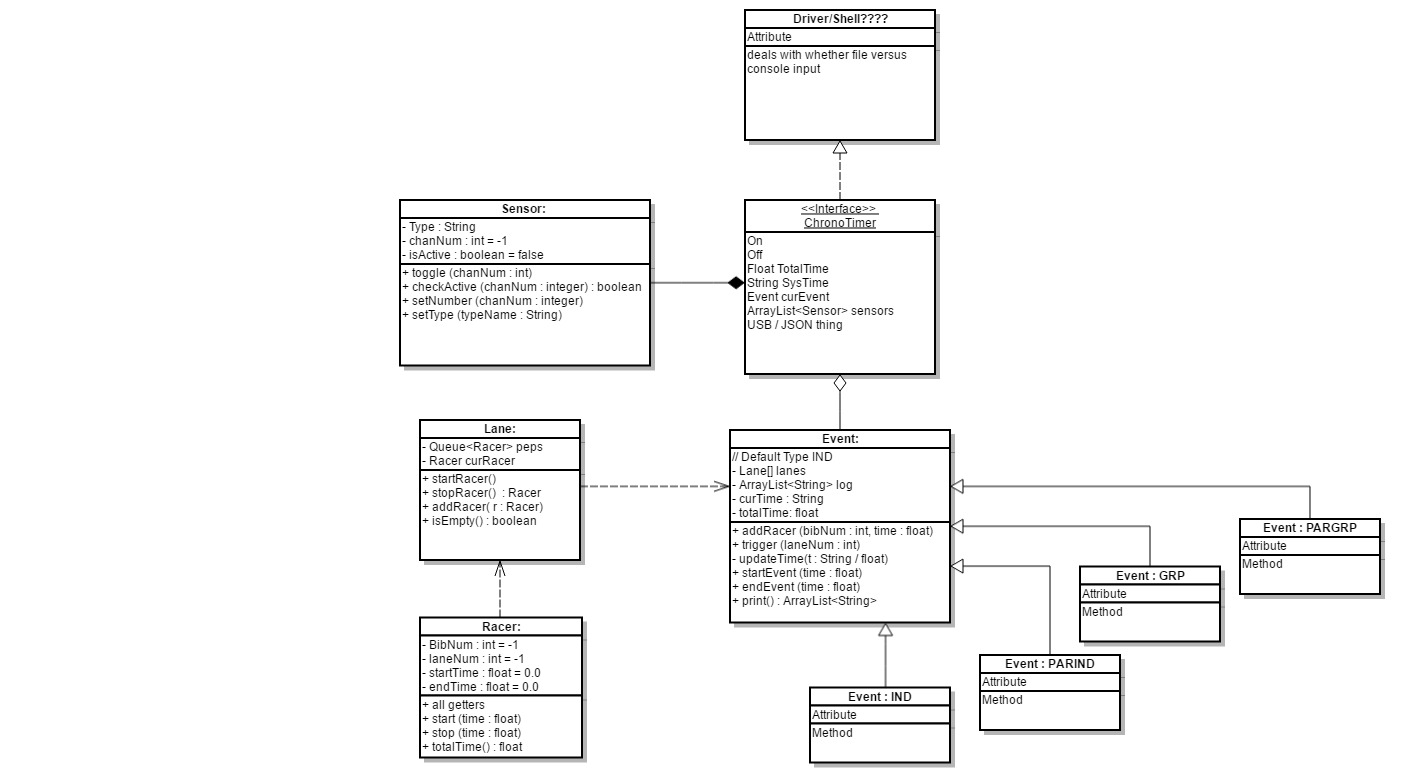 Driver/Shell????
Attribute
deals with whether file versus
console input
Sensor:
- Type : String
- chanNum : int = -1
- isActive : boolean = false
+ toggle (chanNum : int)
+ checkActive (chanNum : integer) : boolean
+ setNumber (chanNum : integer)
+ setType (typeName : String)
<<Interface>>
ChronoTimer
On
Off
Float TotalTime
String SysTime
Event curEvent
ArrayList<Sensor> sensors
USB / JSON thing
Lane:
- Queue<Racer> peps
- Racer curRacer
+ startRacer()
+ stopRacer() : Racer
+ addRacer( r : Racer)
+ isEmpty() : boolean
Event:
// Default Type IND
- Lane[] lanes
- ArrayList<String> log
- curTime : String
- totalTime: float
+ addRacer (bibNum : int, time : float)
+ trigger (laneNum : int)
- updateTime(t : String / float)
+ startEvent (time : float)
+ endEvent (time : float)
+ print() : ArrayList<String>
Event : PARGRP
Attribute
Method
Event : GRP
Attribute
Method
Event : PARIND
Attribute
Method
Event : IND
Attribute
Method
Racer:
- BibNum : int = -1
- laneNum : int = -1
- startTime : float = 0.0
- endTime : float = 0.0
+ all getters
+ start (time : float)
+ stop (time : float)
+ totalTime() : float